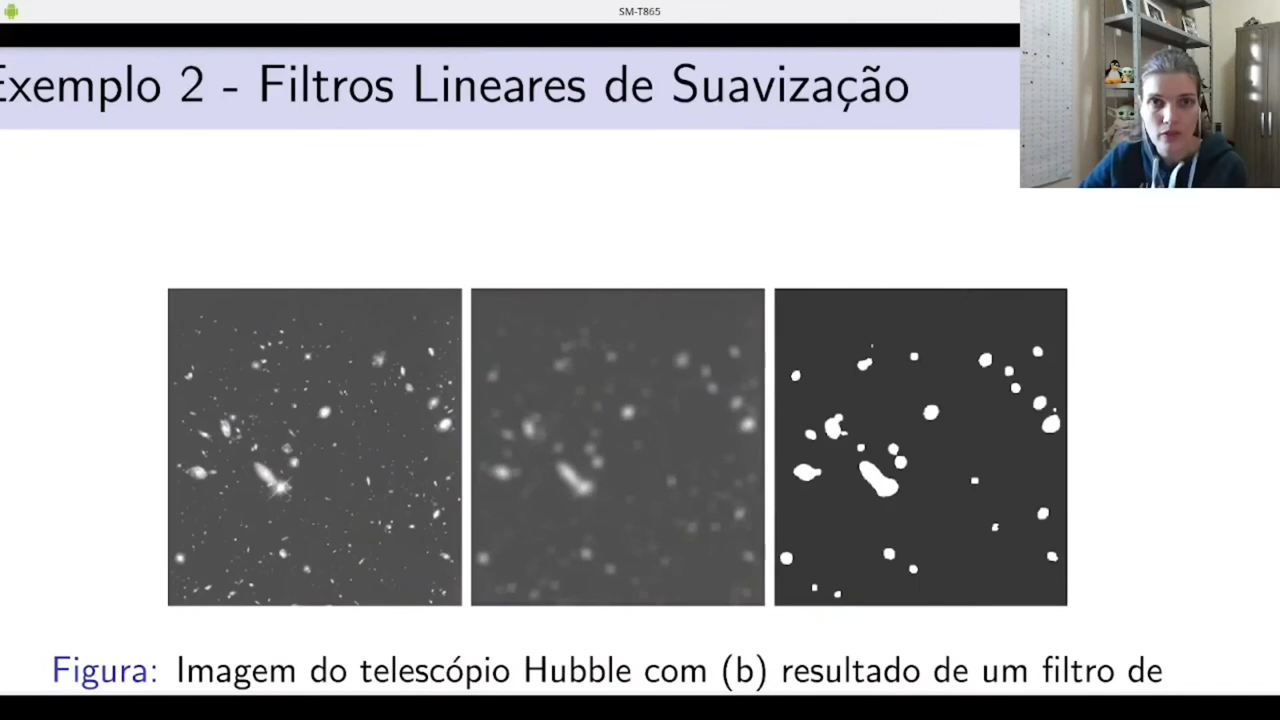 SM-T865
Exemplo 2 - Filtros Lineares de Suavização
Figura: Imagem do telescópio Hubble com (b) resultado de um filtro de